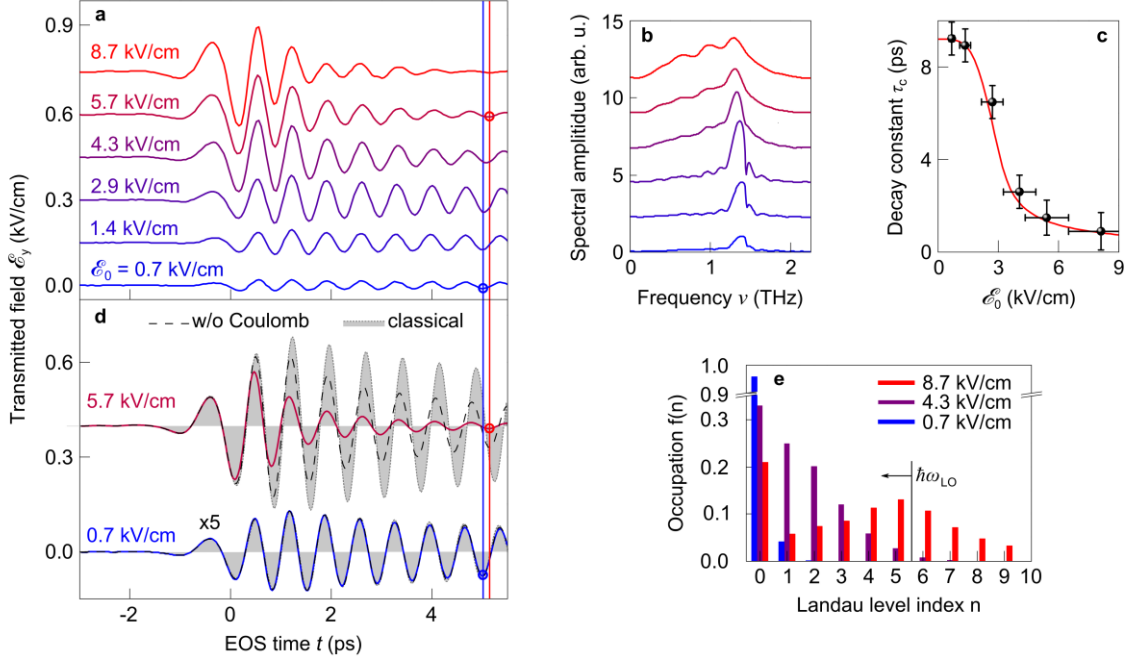 a
0.9
8.7 kV/cm
5.7 kV/cm
0.6
4.3 kV/cm
2.9 kV/cm
0.3
1.4 kV/cm
ℰ₀ = 0.7 kV/cm
0.0
Transmitted field ℰy (kV/cm)
d
w/o Coulomb
classical
0.6
5.7 kV/cm
0.3
x5
0.7 kV/cm
0.0
-2 0 2 4
EOS time t (ps)
b
15
10
5
0
Spectral amplitidue (arb. u.)
0 1 2
Frequency ν (THz)
c
8
4
0
Decay constant τc (ps)
0 3 6 9
ℰ₀ (kV/cm)
e
1.0
0.9
0.3
0.2
0.1
0.0
Occupation f(n)
8.7 kV/cm
4.3 kV/cm
0.7 kV/cm
ℏωLO
0 1 2 3 4 5 6 7 8 9 10
Landau level index n